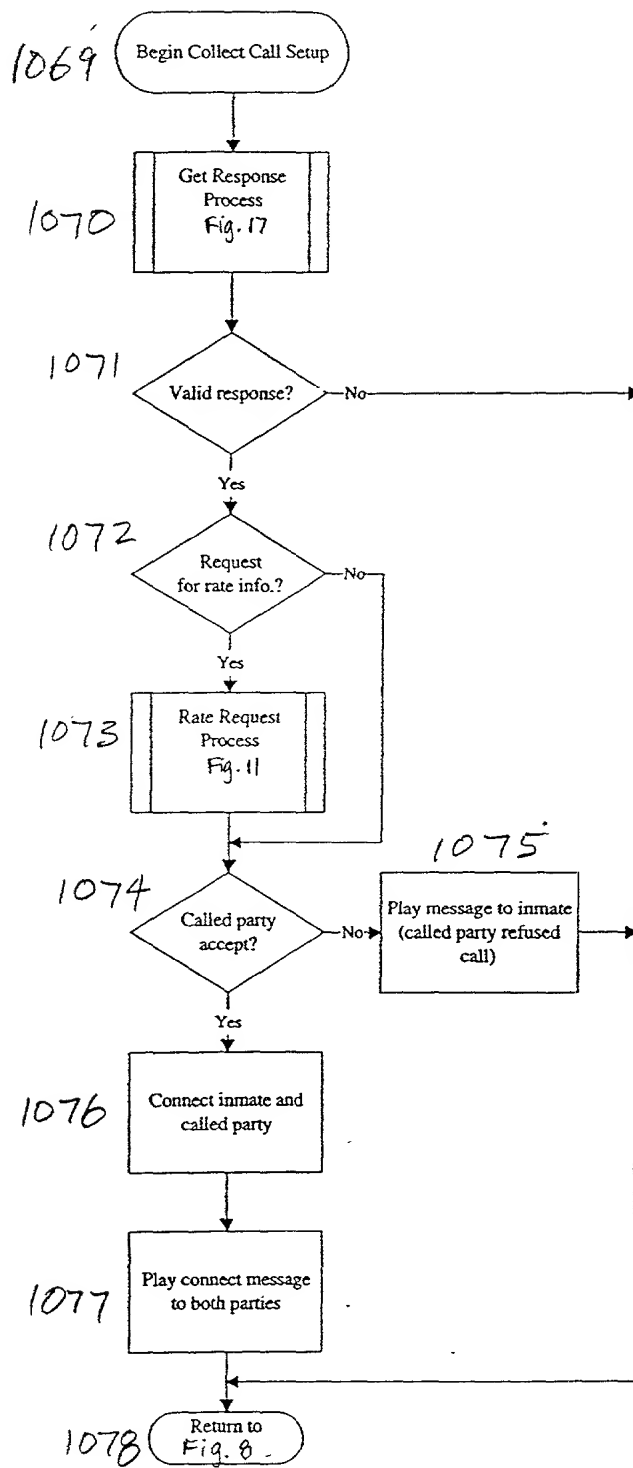 1069
Begin Collect Call Setup
1070
Get Response
Process
Fig. 17
1071
Valid response?
No
Yes
1072
Request
for rate info.?
No
Yes
1073
Rate Request
Process
Fig. 11
1074
Called party
accept?
No
1075
Play message to inmate
(called party refused
call)
Yes
1076
Connect inmate and
called party
1077
Play connect message
to both parties
1078
Return to
Fig. 8